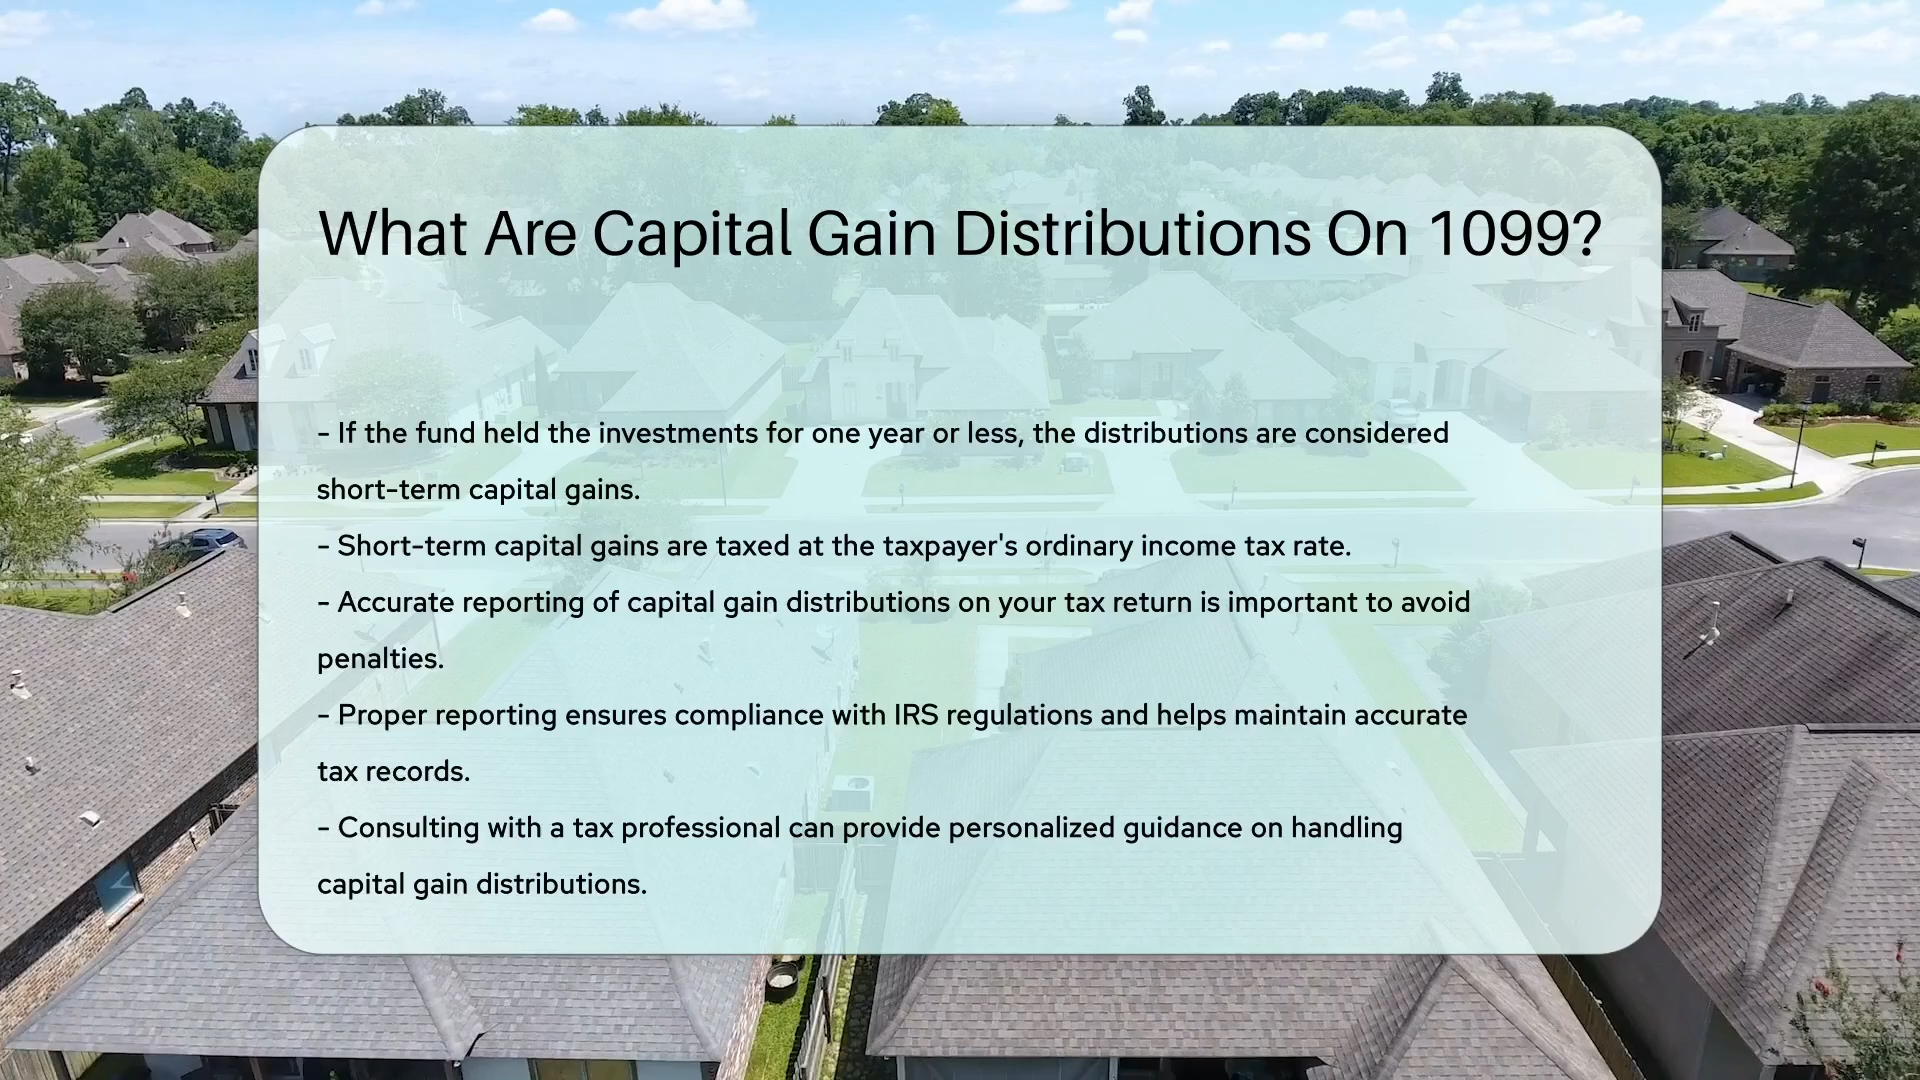 What Are Capital Gain Distributions On 1099?
- If the fund held the investments for one year or less, the distributions are considered
short-term capital gains.
- Short-term capital gains are taxed at the taxpayer's ordinary income tax rate.
- Accurate reporting of capital gain distributions on your tax return is important to avoid
penalties.
- Proper reporting ensures compliance with IRS regulations and helps maintain accurate
tax records.
- Consulting with a tax professional can provide personalized guidance on handling
capital gain distributions.